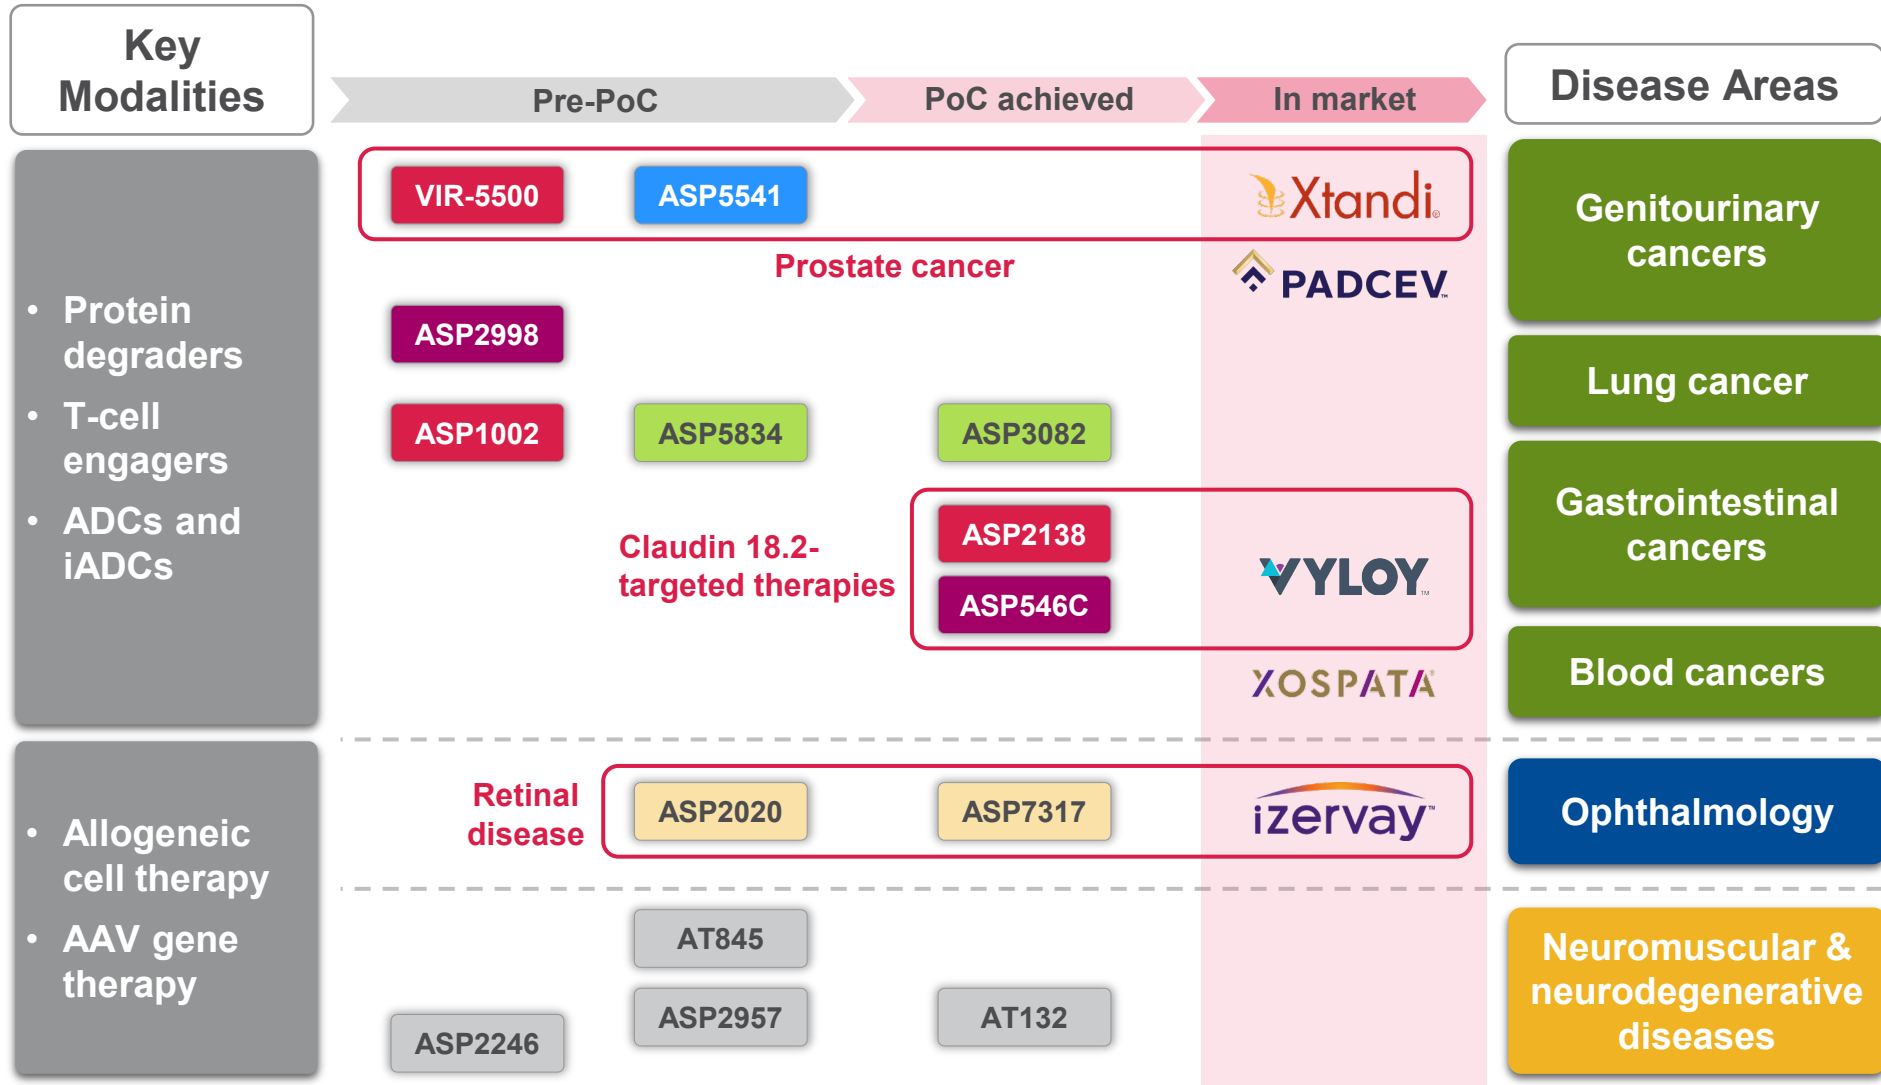 Key
Modalities
Pre-PoC
PoC achieved
In market
Disease Areas
• Protein
degraders
• T-cell
engagers
• ADCs and
iADCs
VIR-5500
ASP5541
Xtandi®
Prostate cancer
PADCEV™
ASP2998
ASP1002
ASP5834
ASP3082
Claudin 18.2-
targeted therapies
ASP2138
ASP546C
VYLOY™
XOSPATA®
Genitourinary
cancers
Lung cancer
Gastrointestinal
cancers
Blood cancers
• Allogeneic
cell therapy
• AAV gene
therapy
Retinal
disease
ASP2020
ASP7317
izervay™
Ophthalmology
AT845
ASP2957
AT132
ASP2246
Neuromuscular &
neurodegenerative
diseases